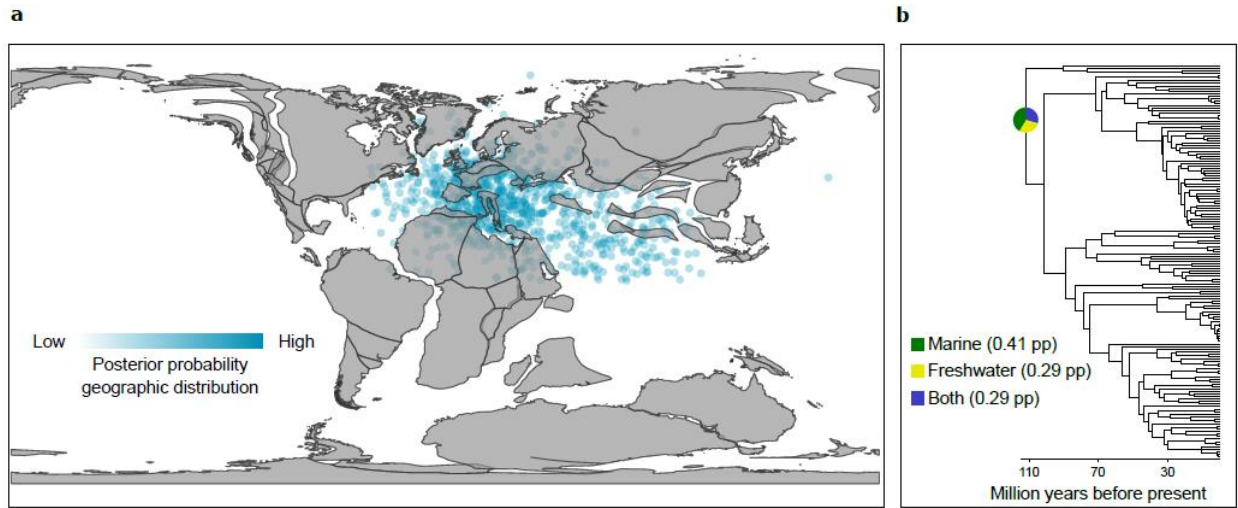 a
b
Low
High
Posterior probability
geographic distribution
Marine (0.41 pp)
Freshwater (0.29 pp)
Both (0.29 pp)
110 70 30
Million years before present